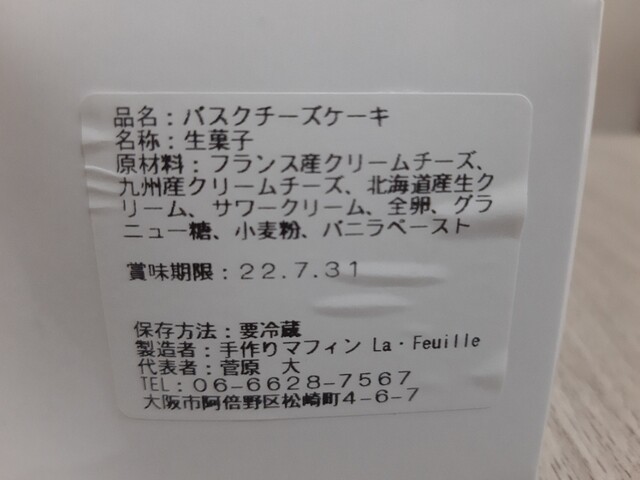 品名：バスクチーズケーキ
名称：生菓子
原材料：フランス産クリームチーズ、
九州産クリームチーズ、北海道産生ク
リーム、サワークリーム、全卵、グラ
ニュー糖、小麦粉、バニラペースト
賞味期限：22.7.31
保存方法：要冷蔵
製造者：手作りマフィン La・Feuille
代表者：菅原　大
TEL：06-6628-7567
大阪市阿倍野区松崎町4-6-7